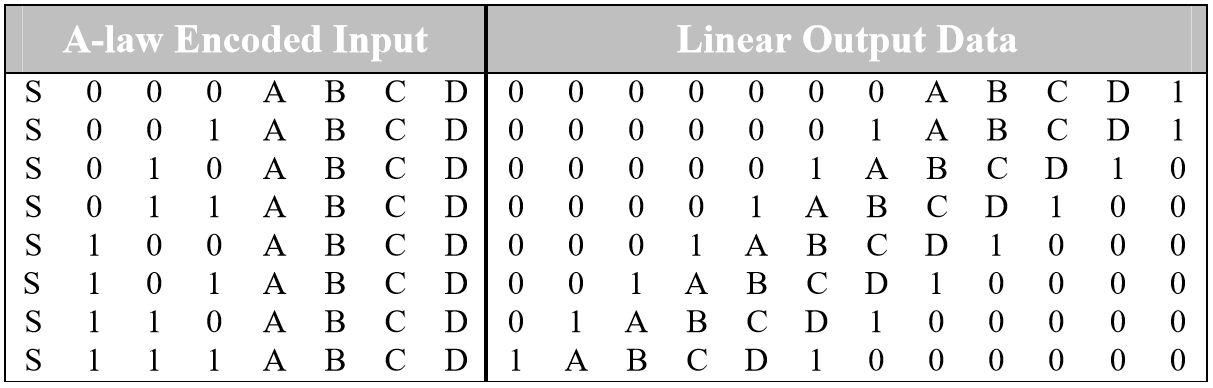 A-law Encoded Input Linear Output Data
S 0 0 0 A B C D 0 0 0 0 0 0 0 A B C D 1
S 0 0 1 A B C D 0 0 0 0 0 0 1 A B C D 1
S 0 1 0 A B C D 0 0 0 0 0 1 A B C D 1 0
S 0 1 1 A B C D 0 0 0 0 1 A B C D 1 0 0
S 1 0 0 A B C D 0 0 0 1 A B C D 1 0 0 0
S 1 0 1 A B C D 0 0 1 A B C D 1 0 0 0 0
S 1 1 0 A B C D 0 1 A B C D 1 0 0 0 0 0
S 1 1 1 A B C D 1 A B C D 1 0 0 0 0 0 0